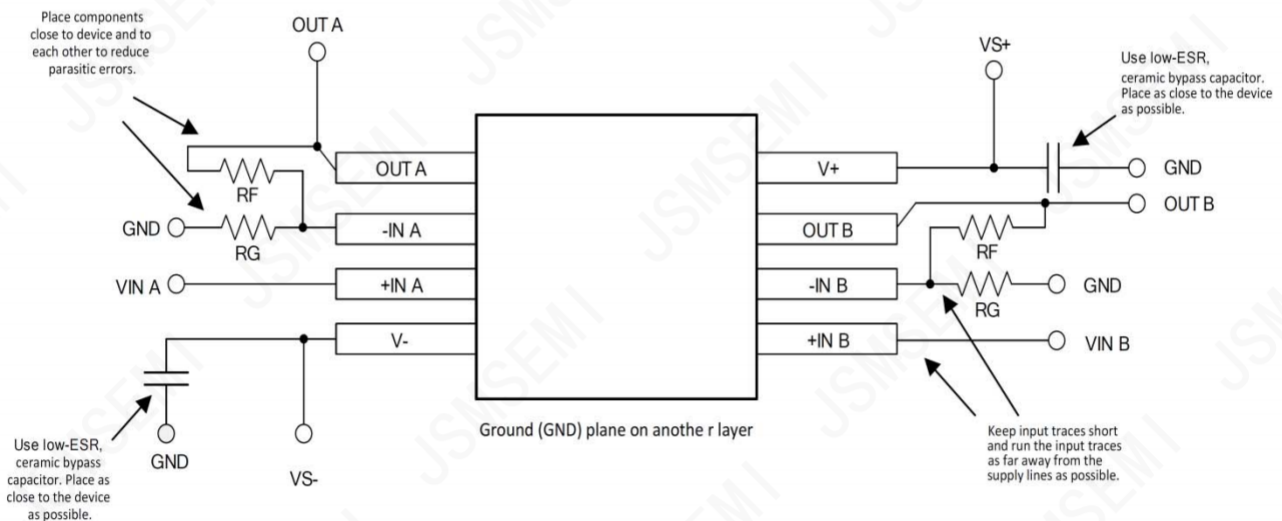 Place components
close to device and to
each other to reduce
parasitic errors.
OUT A
VS+
Use low-ESR,
ceramic bypass capacitor.
Place as close to the device
as possible.
OUT A
RF
-IN A
GND
RG
VIN A
+IN A
V-
V+
GND
OUT B
OUT B
RF
-IN B
GND
RG
+IN B
VIN B
Ground (GND) plane on anothe r layer
Use low-ESR,
ceramic bypass
capacitor. Place as
close to the device
as possible.
GND
VS-
Keep input traces short
and run the input traces
as far away from the
supply lines as possible.
JSMSEMI